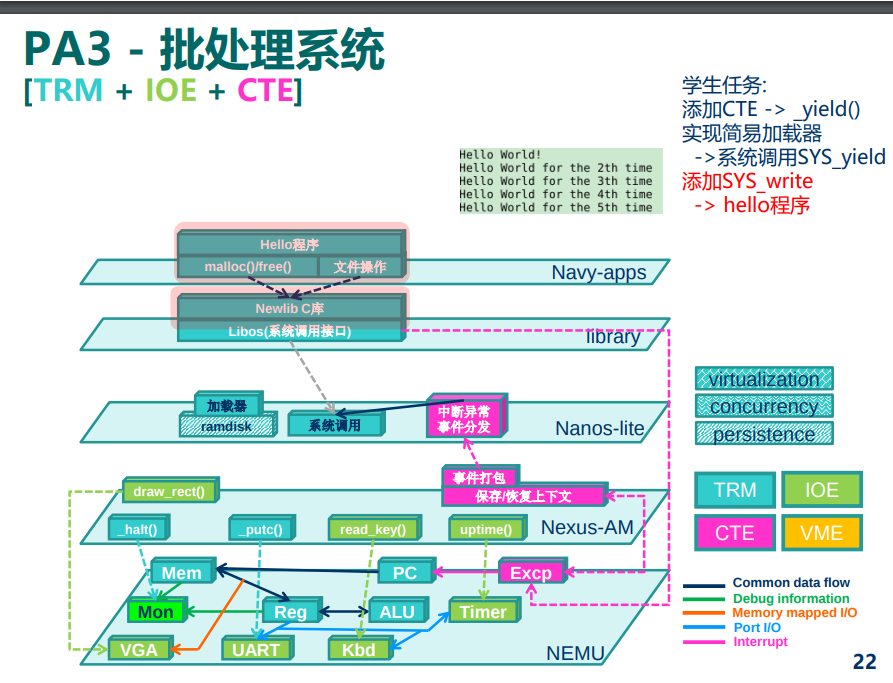 PA3 - 批处理系统
[TRM + IOE + CTE]
学生任务:
添加CTE -> _yield()
实现简易加载器
->系统调用SYS_yield
添加SYS_write
-> hello程序
Hello World!
Hello World for the 2th time
Hello World for the 3th time
Hello World for the 4th time
Hello World for the 5th time
Hello程序
malloc()/free() 文件操作
Navy-apps
Newlib C库
Libos(系统调用接口)
library
virtualization
concurrency
persistence
加载器
ramdisk
系统调用
中断异常
事件分发
Nanos-lite
事件打包
保存/恢复上下文
draw_rect()
_halt() _putc() read_key() uptime()
Nexus-AM
TRM IOE
CTE VME
Mem PC Excp
Mon Reg ALU Timer
VGA UART Kbd
NEMU
Common data flow
Debug information
Memory mapped I/O
Port I/O
Interrupt
22